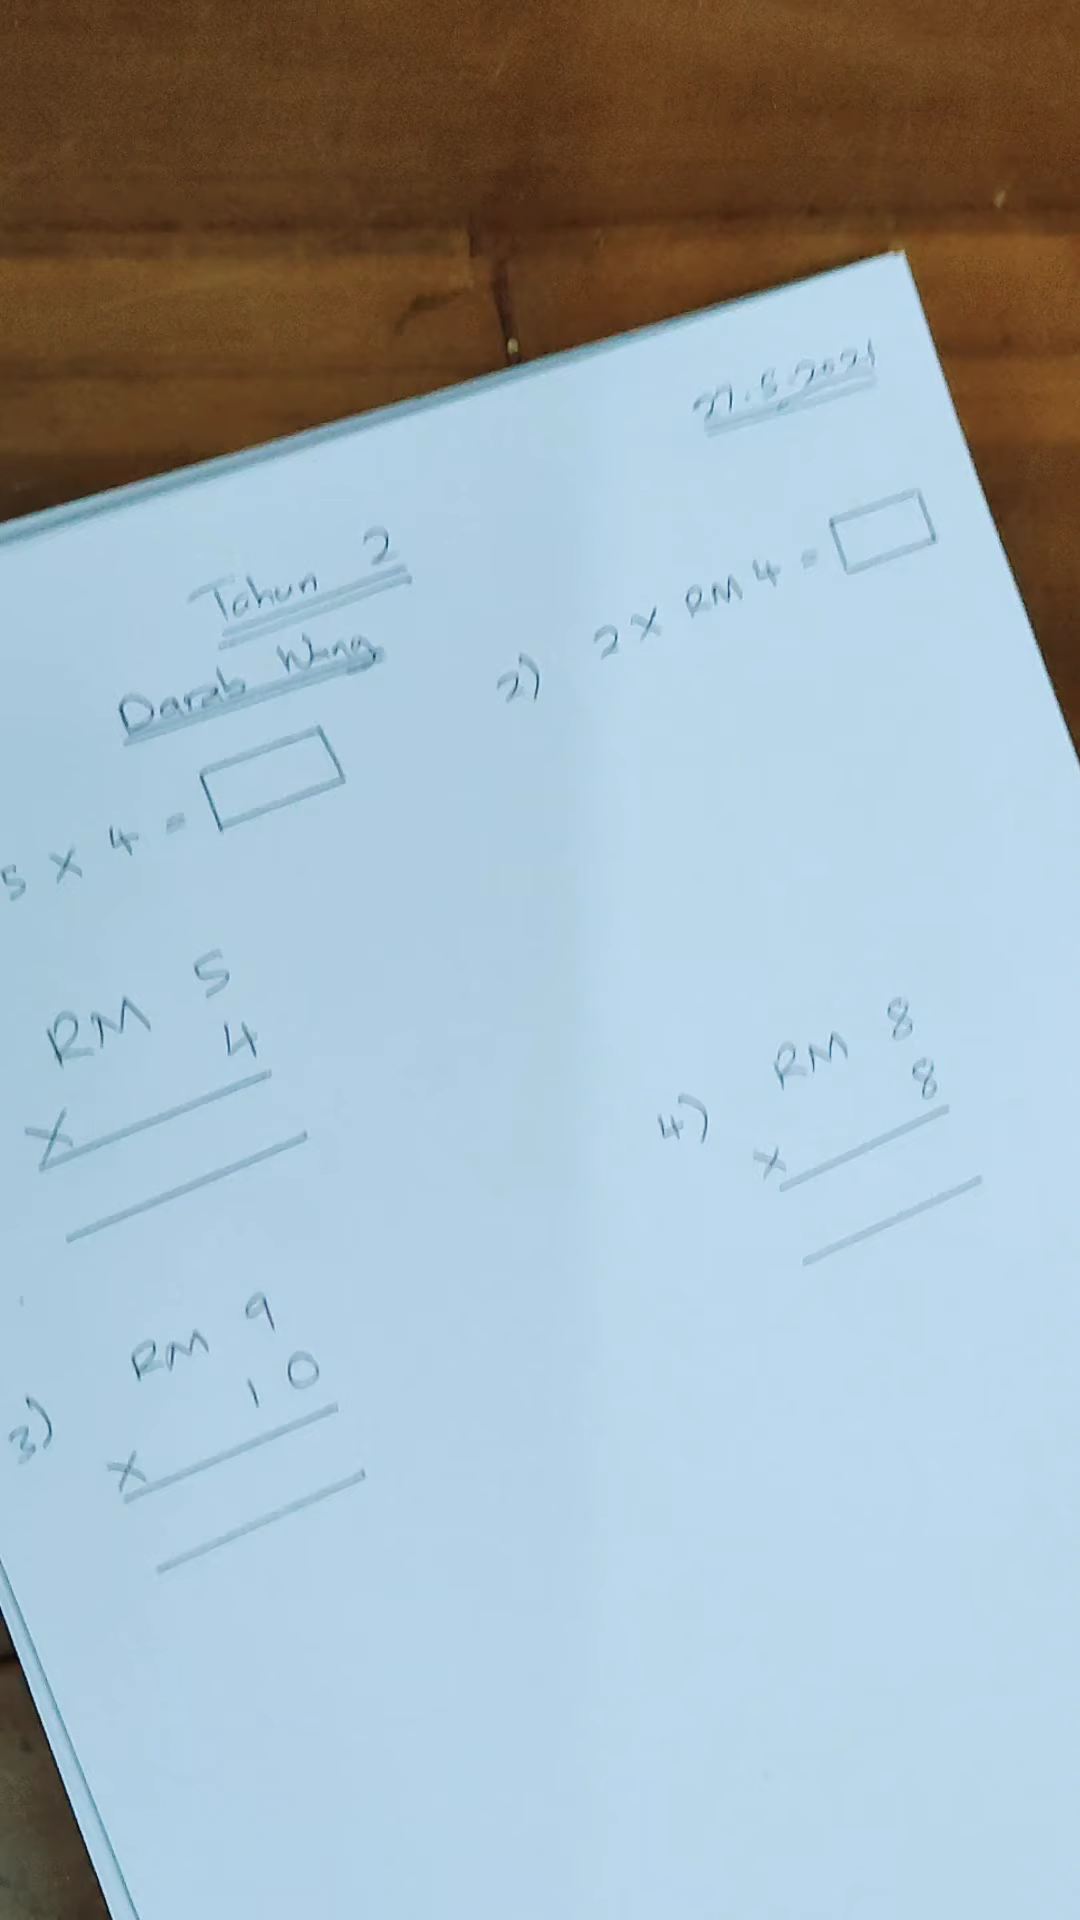 27.5.2021
Tahun 2
Darab Wang
5 x 4 =
RM 5
4
x
2) 2 x RM 4 =
3) RM 9
10
x
4) RM 8
8
x